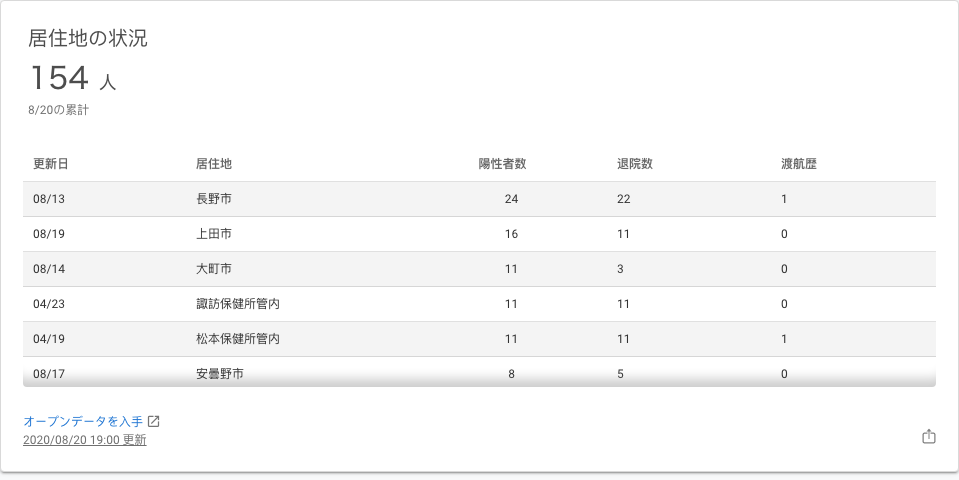 居住地の状況
154 人
8/20の累計
更新日 居住地 陽性者数 退院数 渡航歴
08/13 長野市 24 22 1
08/19 上田市 16 11 0
08/14 大町市 11 3 0
04/23 諏訪保健所管内 11 11 0
04/19 松本保健所管内 11 11 1
08/17 安曇野市 8 5 0
オープンデータを入手
2020/08/20 19:00 更新